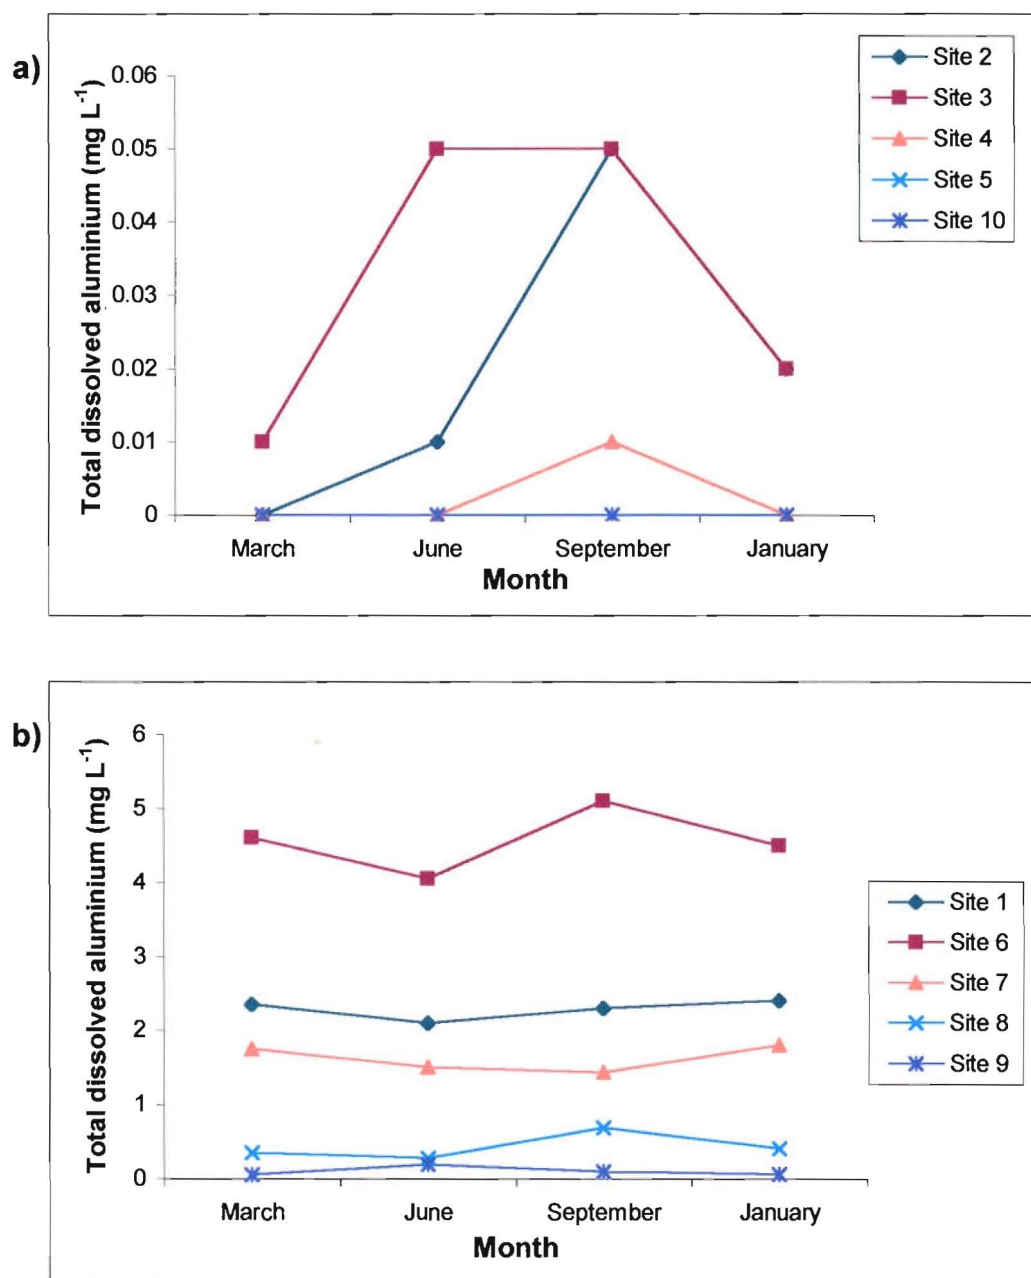 a)
Total dissolved aluminium (mg L⁻¹)
0.06
0.05
0.04
0.03
0.02
0.01
0
March June September January
Month
Site 2
Site 3
Site 4
Site 5
Site 10
b)
Total dissolved aluminium (mg L⁻¹)
6
5
4
3
2
1
0
March June September January
Month
Site 1
Site 6
Site 7
Site 8
Site 9